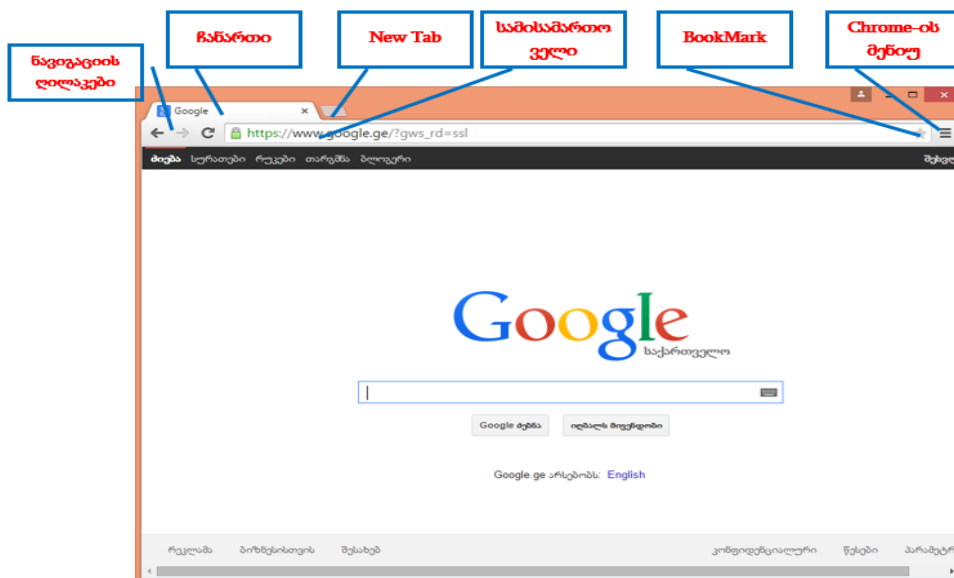 ნავიგაციის
ღილაკები
ჩანართი
New Tab
სამისამართო
ველი
BookMark
Chrome-ის
მენიუ
Google
https://www.google.ge/?gws_rd=ssl
ძიება სურათები რუკები თარგმნა ბლოგერი
Google
საქართველო
Google ძებნა იღბალს მივენდობი
Google.ge არსებობს: English
რეკლამა ბიზნესისთვის შესახებ კონფიდენციალური წესები